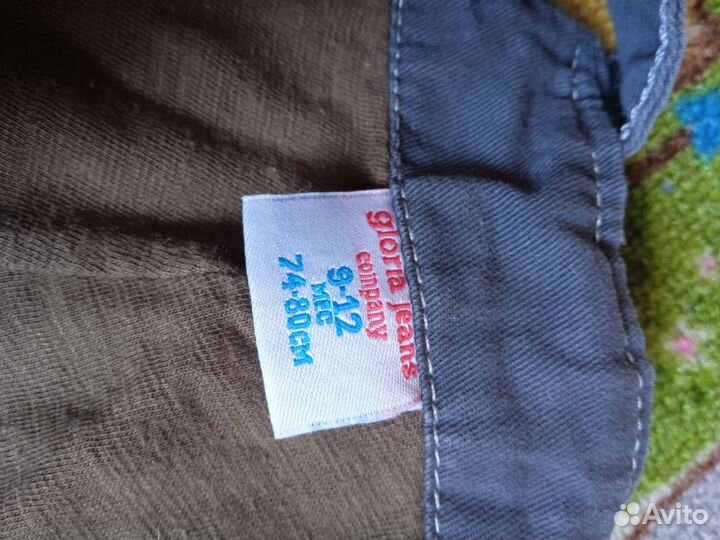 gloria jeans
company
9-12
МЕС
74-80СМ
Avito